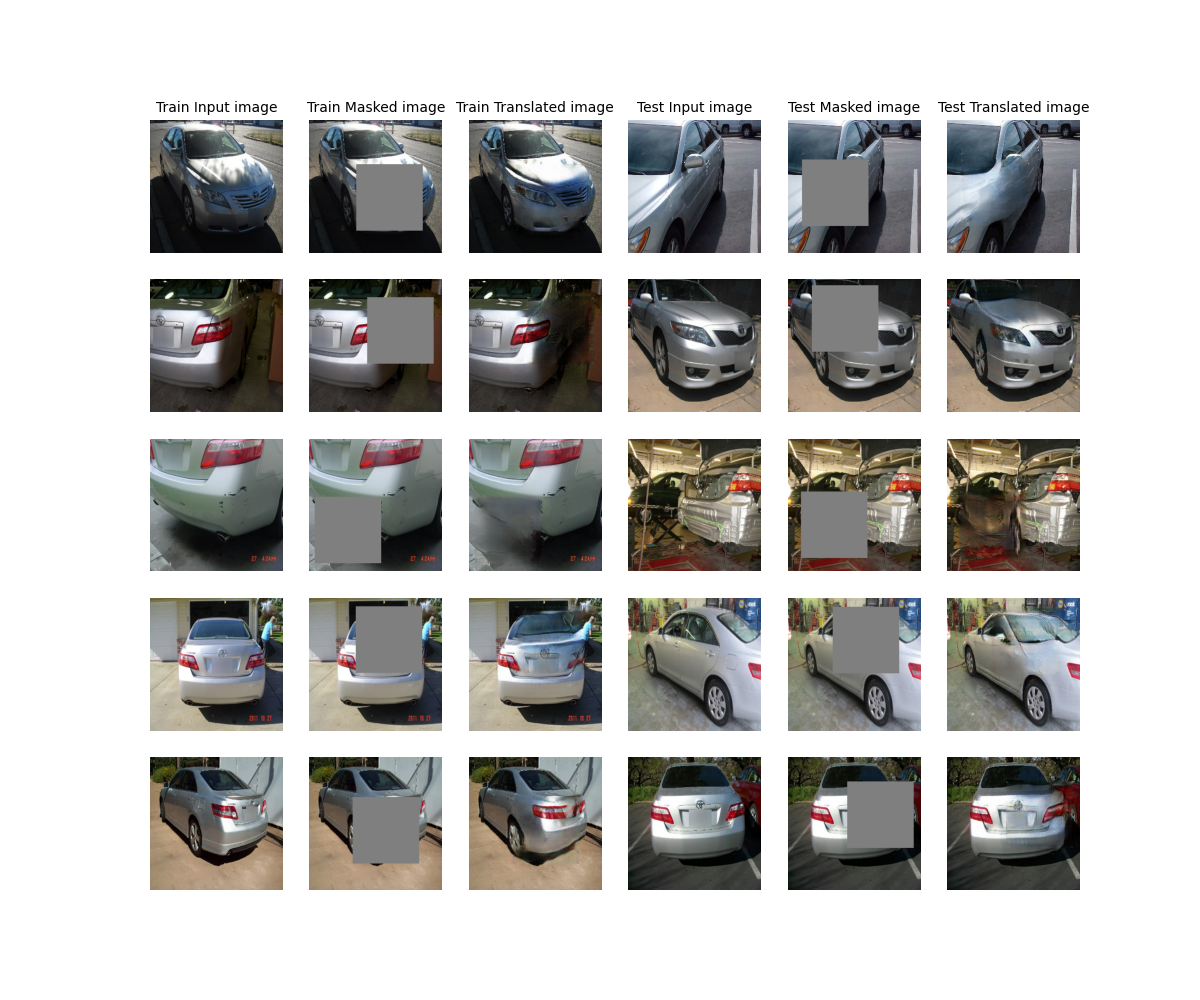 Train Input image
Train Masked image
Train Translated image
Test Input image
Test Masked image
Test Translated image